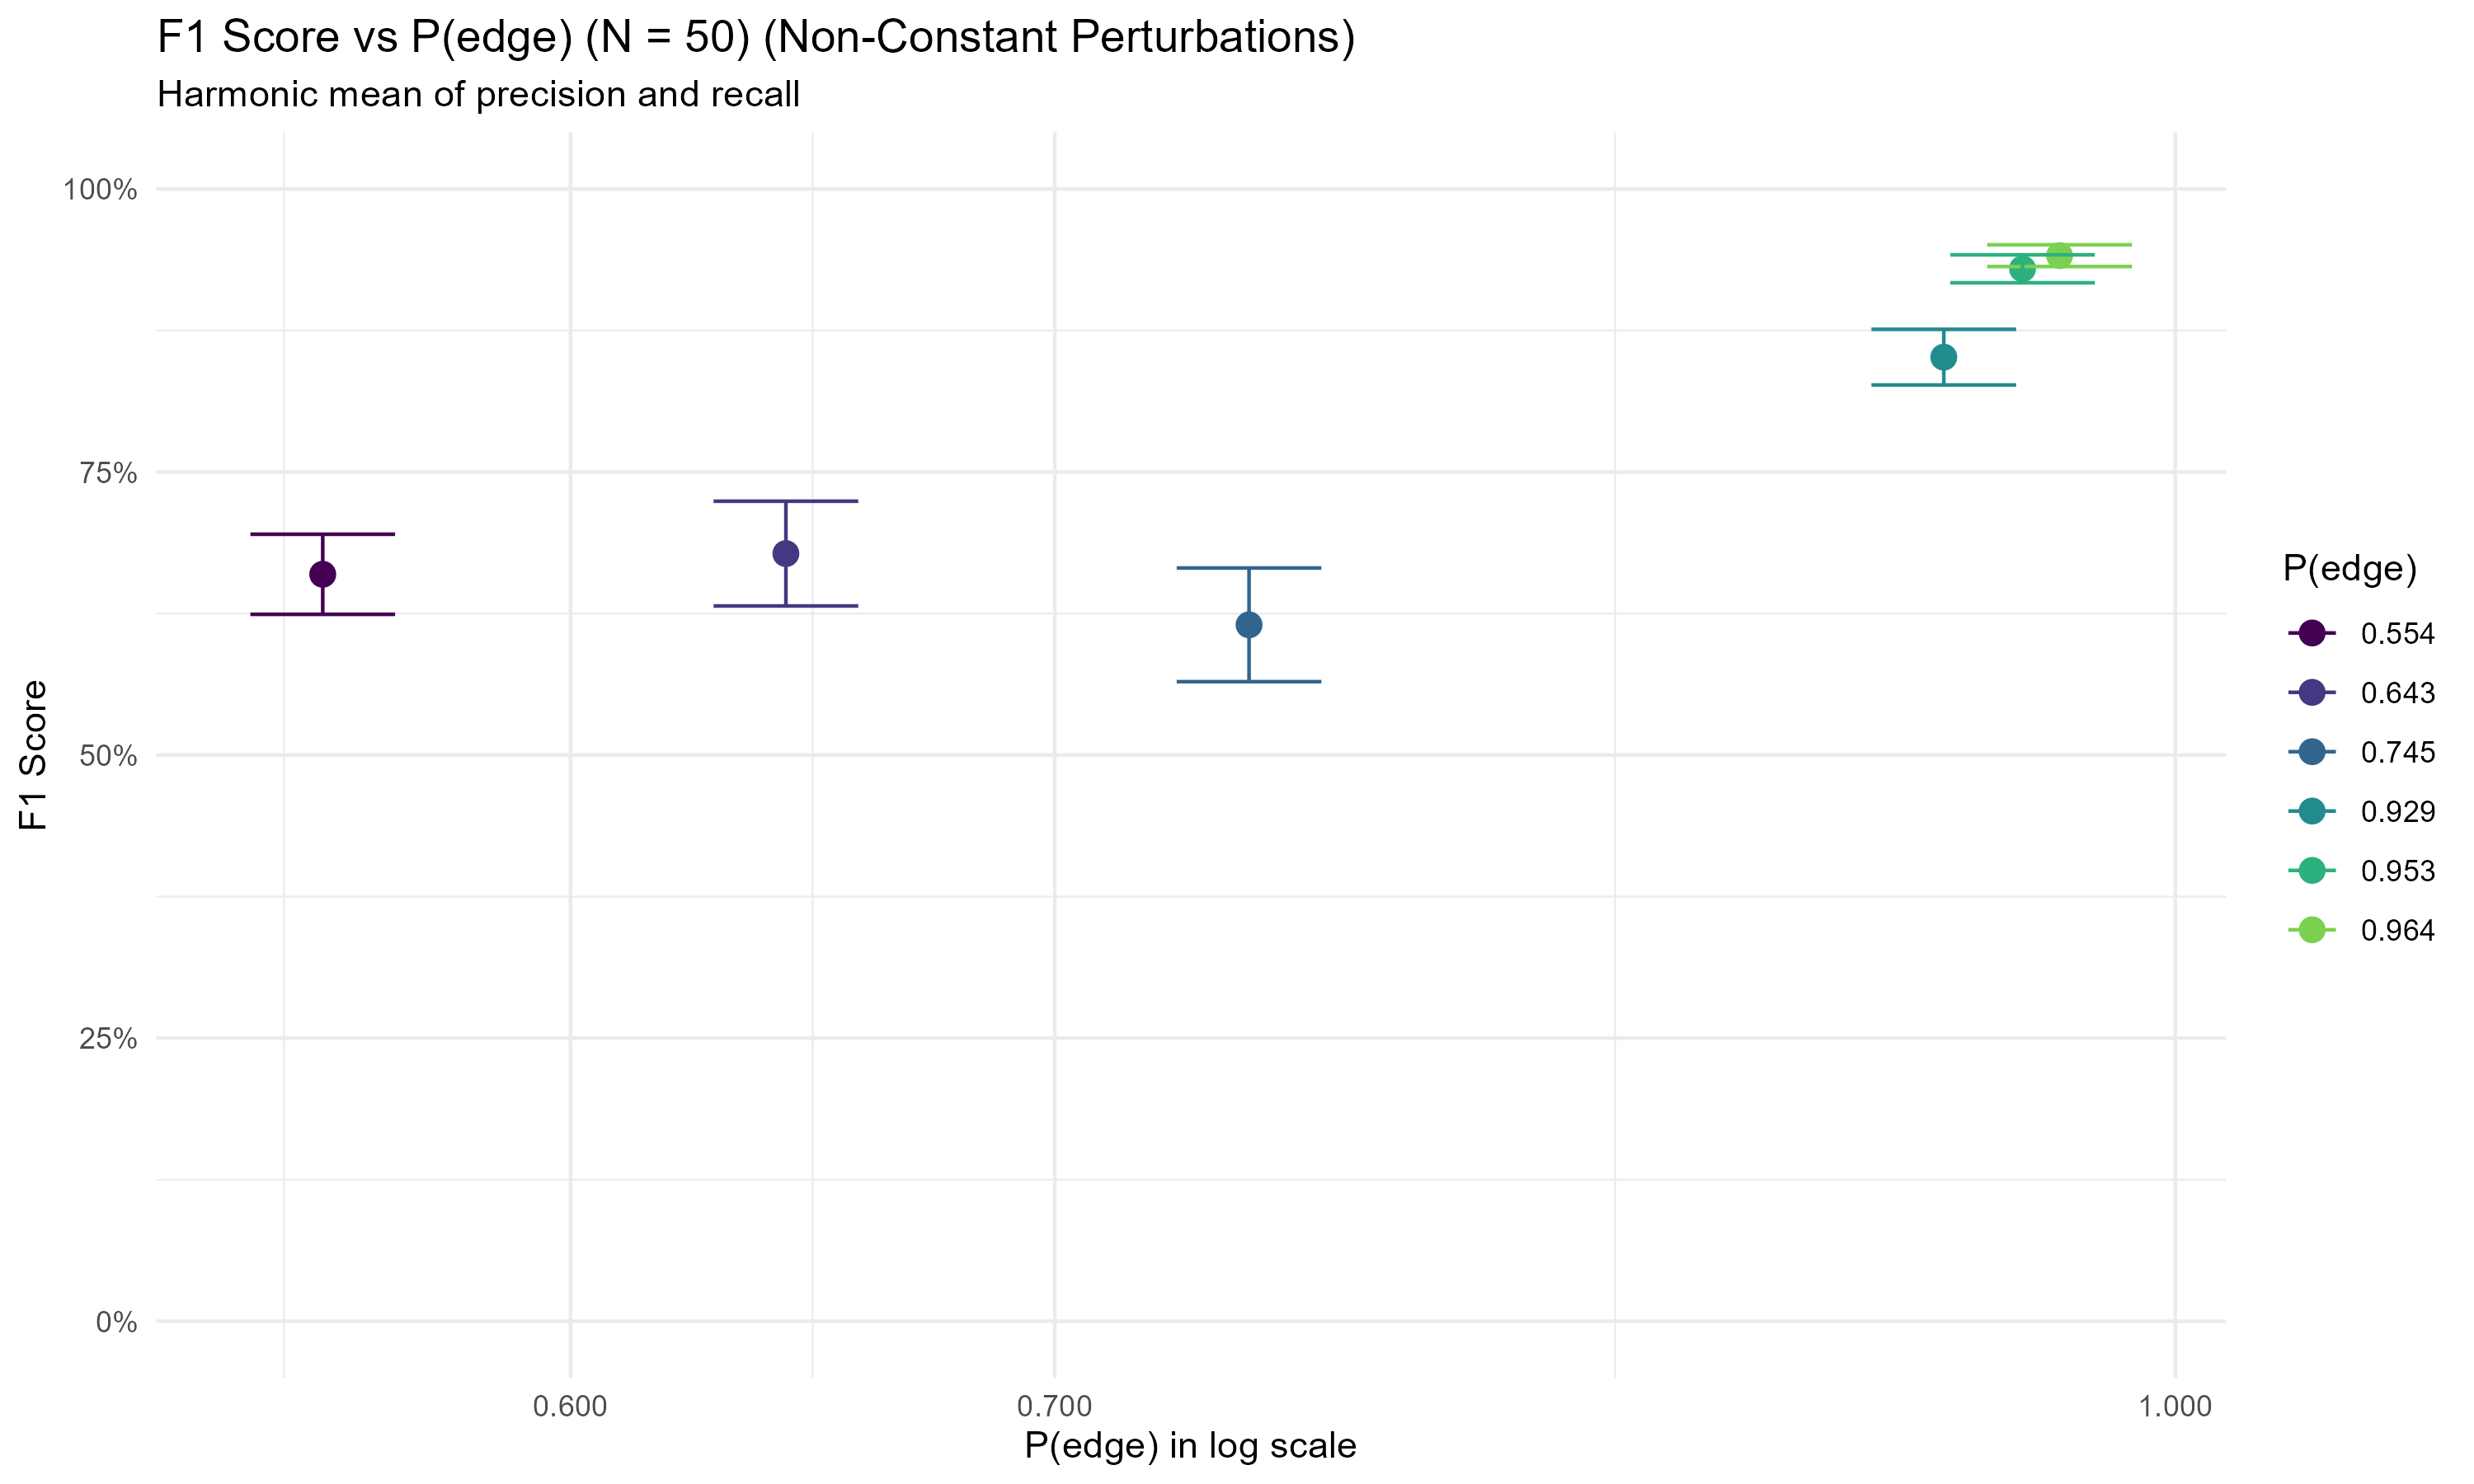 F1 Score vs P(edge) (N = 50) (Non-Constant Perturbations)
Harmonic mean of precision and recall
F1 Score
100%
75%
50%
25%
0%
0.600
0.700
1.000
P(edge) in log scale
P(edge)
0.554
0.643
0.745
0.929
0.953
0.964